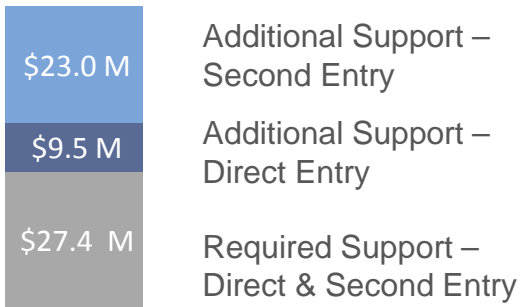 $23.0 M
Additional Support –
Second Entry
$9.5 M
Additional Support –
Direct Entry
$27.4 M
Required Support –
Direct & Second Entry